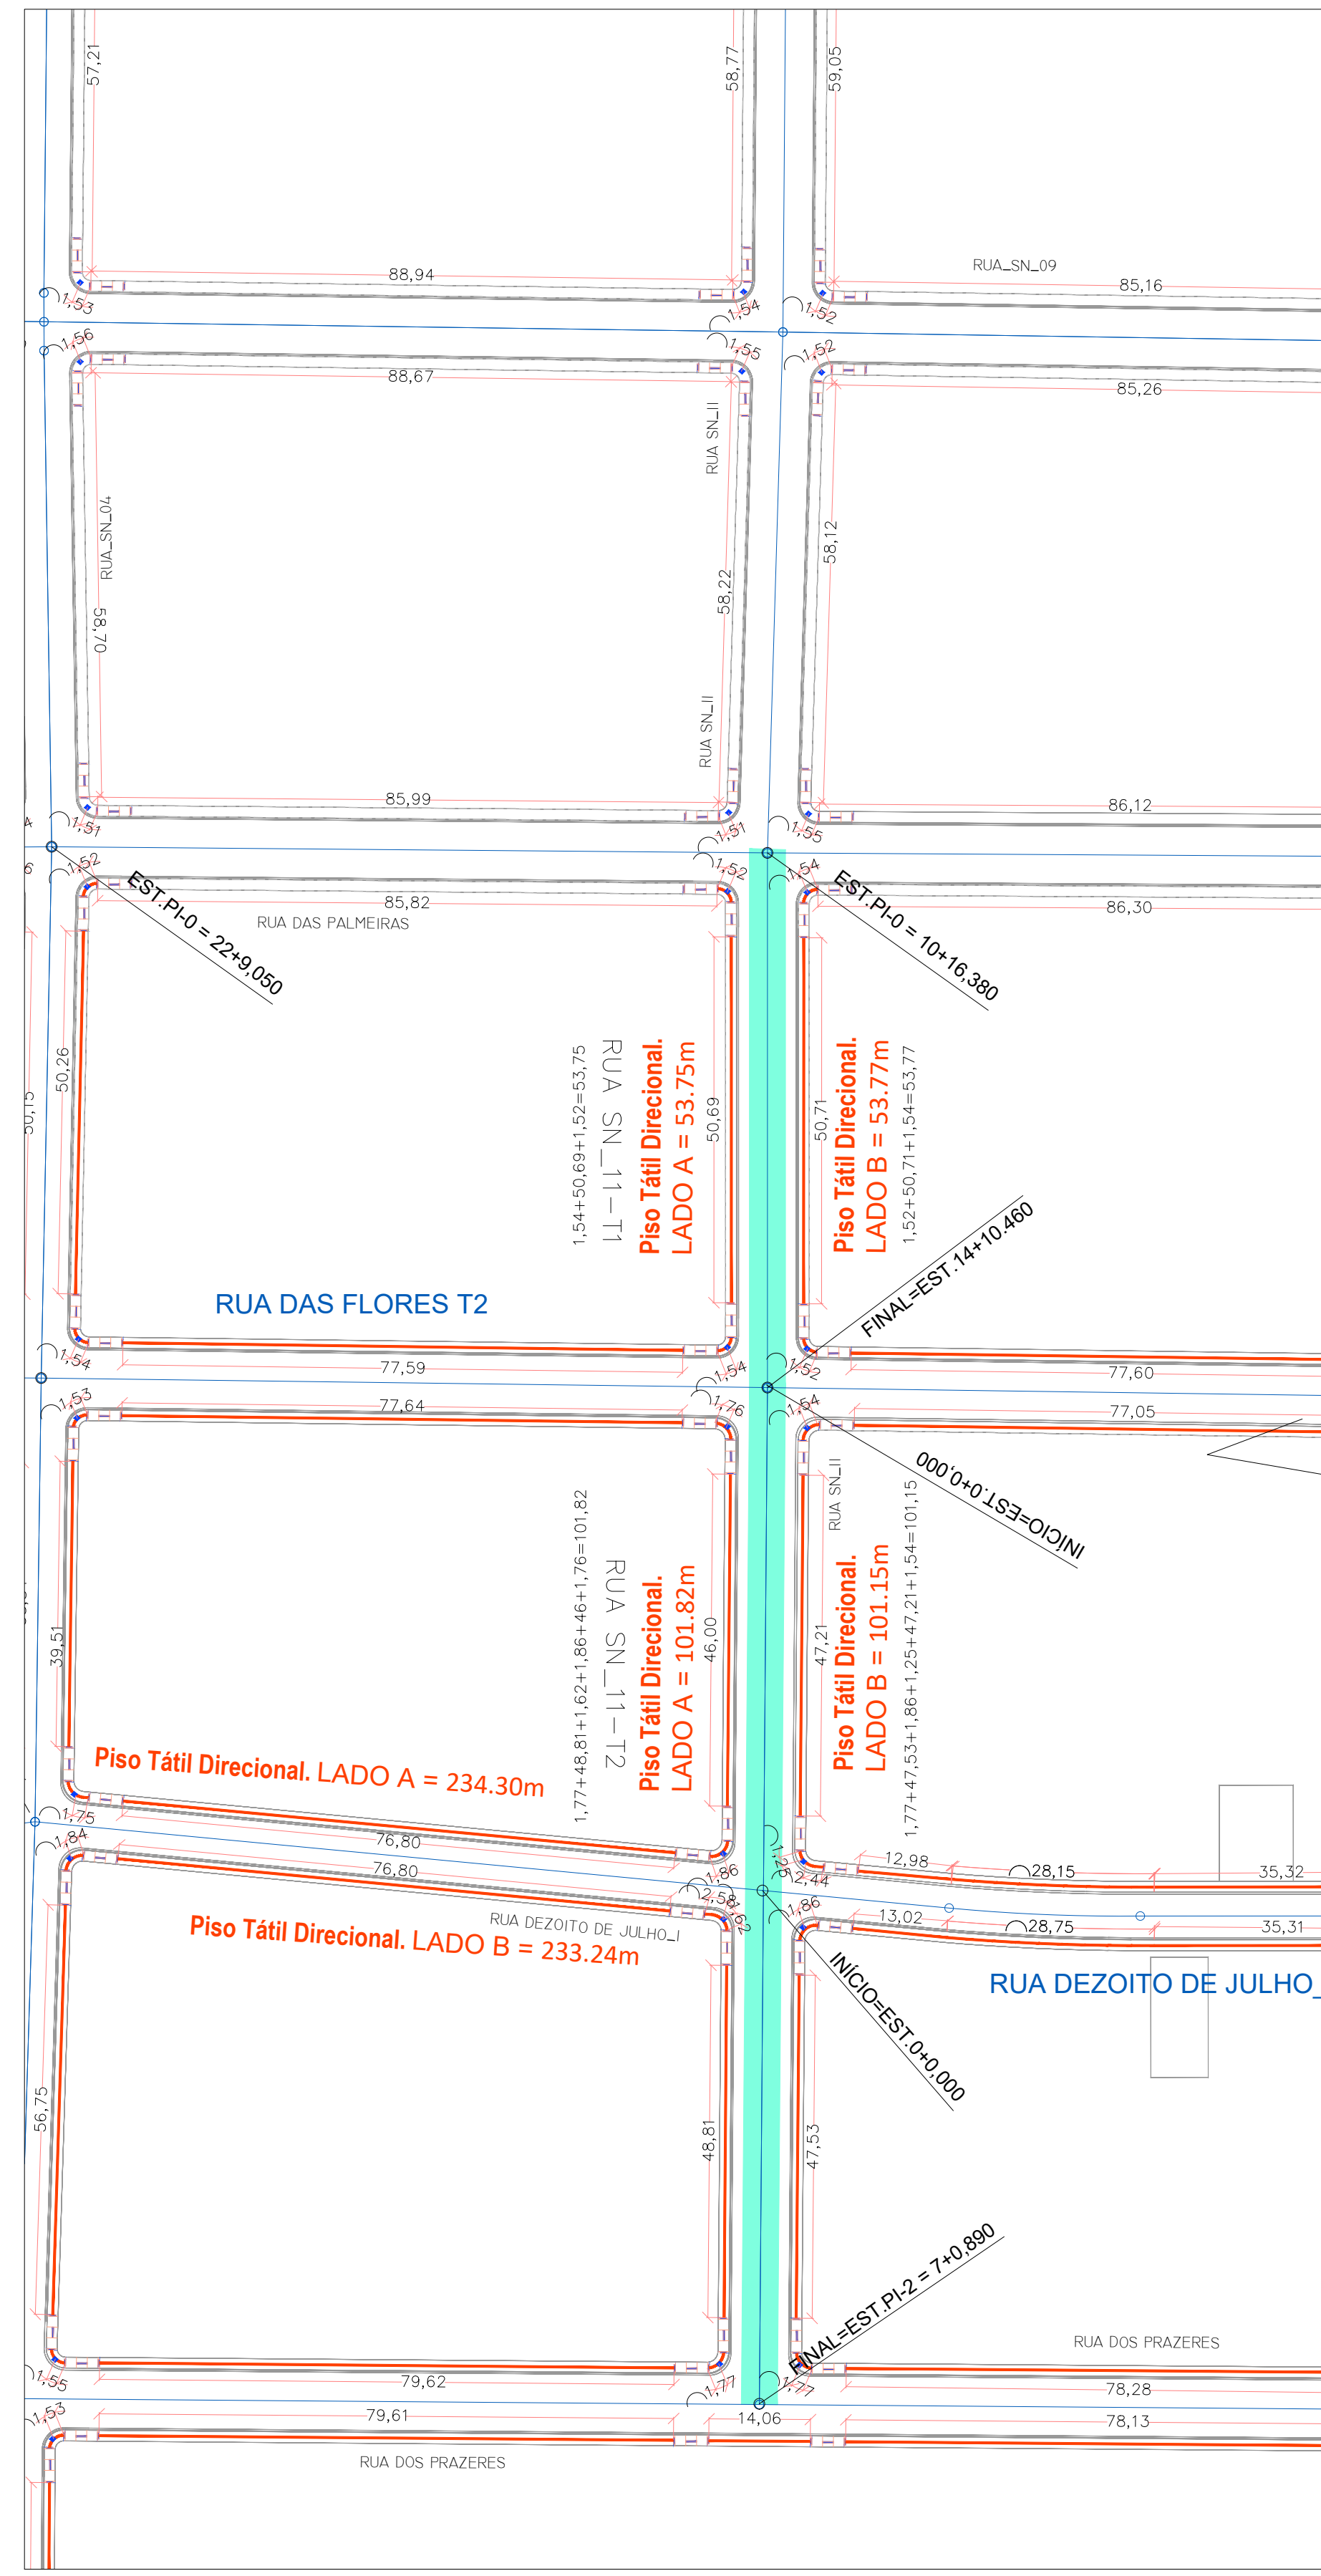 57,21
58,77
59,05
RUA_SN_09
88,94
85,16
1,53
1,54
1,52
1,56
1,55
1,52
88,67
85,26
RUA SN_II
RUA_SN_04
58,12
58,22
58,70
RUA SN_II
85,99
86,12
1,51
1,51
1,55
1,52
1,52
1,54
85,82
86,30
RUA DAS PALMEIRAS
EST.PI-0 = 22+9,050
EST.PI-0 = 10+16,380
50,15
50,26
1,54+50,69+1,52=53,75
RUA SN_11-T1
Piso Tátil Direcional.
LADO A = 53.75m
50,69
50,71
Piso Tátil Direcional.
LADO B = 53.77m
1,52+50,71+1,54=53,77
FINAL=EST.14+10.460
RUA DAS FLORES T2
1,54
77,59
1,54
1,52
77,60
1,53
77,64
1,76
1,54
77,05
INÍCIO=EST.0+0,000
RUA SN_II
39,51
1,77+48,81+1,62+1,86+46+1,76=101,82
RUA SN_11-T2
Piso Tátil Direcional.
LADO A = 101.82m
46,00
47,21
Piso Tátil Direcional.
LADO B = 101.15m
1,77+47,53+1,86+1,25+47,21+1,54=101,15
Piso Tátil Direcional. LADO A = 234.30m
1,75
76,80
1,86
1,25
2,44
12,98
28,15
35,32
1,84
76,80
2,58
1,62
1,86
13,02
28,75
35,31
RUA DEZOITO DE JULHO_I
Piso Tátil Direcional. LADO B = 233.24m
INÍCIO=EST.0+0,000
RUA DEZOITO DE JULHO_
56,75
48,81
47,53
FINAL=EST.PI-2 = 7+0,890
RUA DOS PRAZERES
1,55
79,62
1,77
1,77
78,28
1,53
79,61
14,06
78,13
RUA DOS PRAZERES